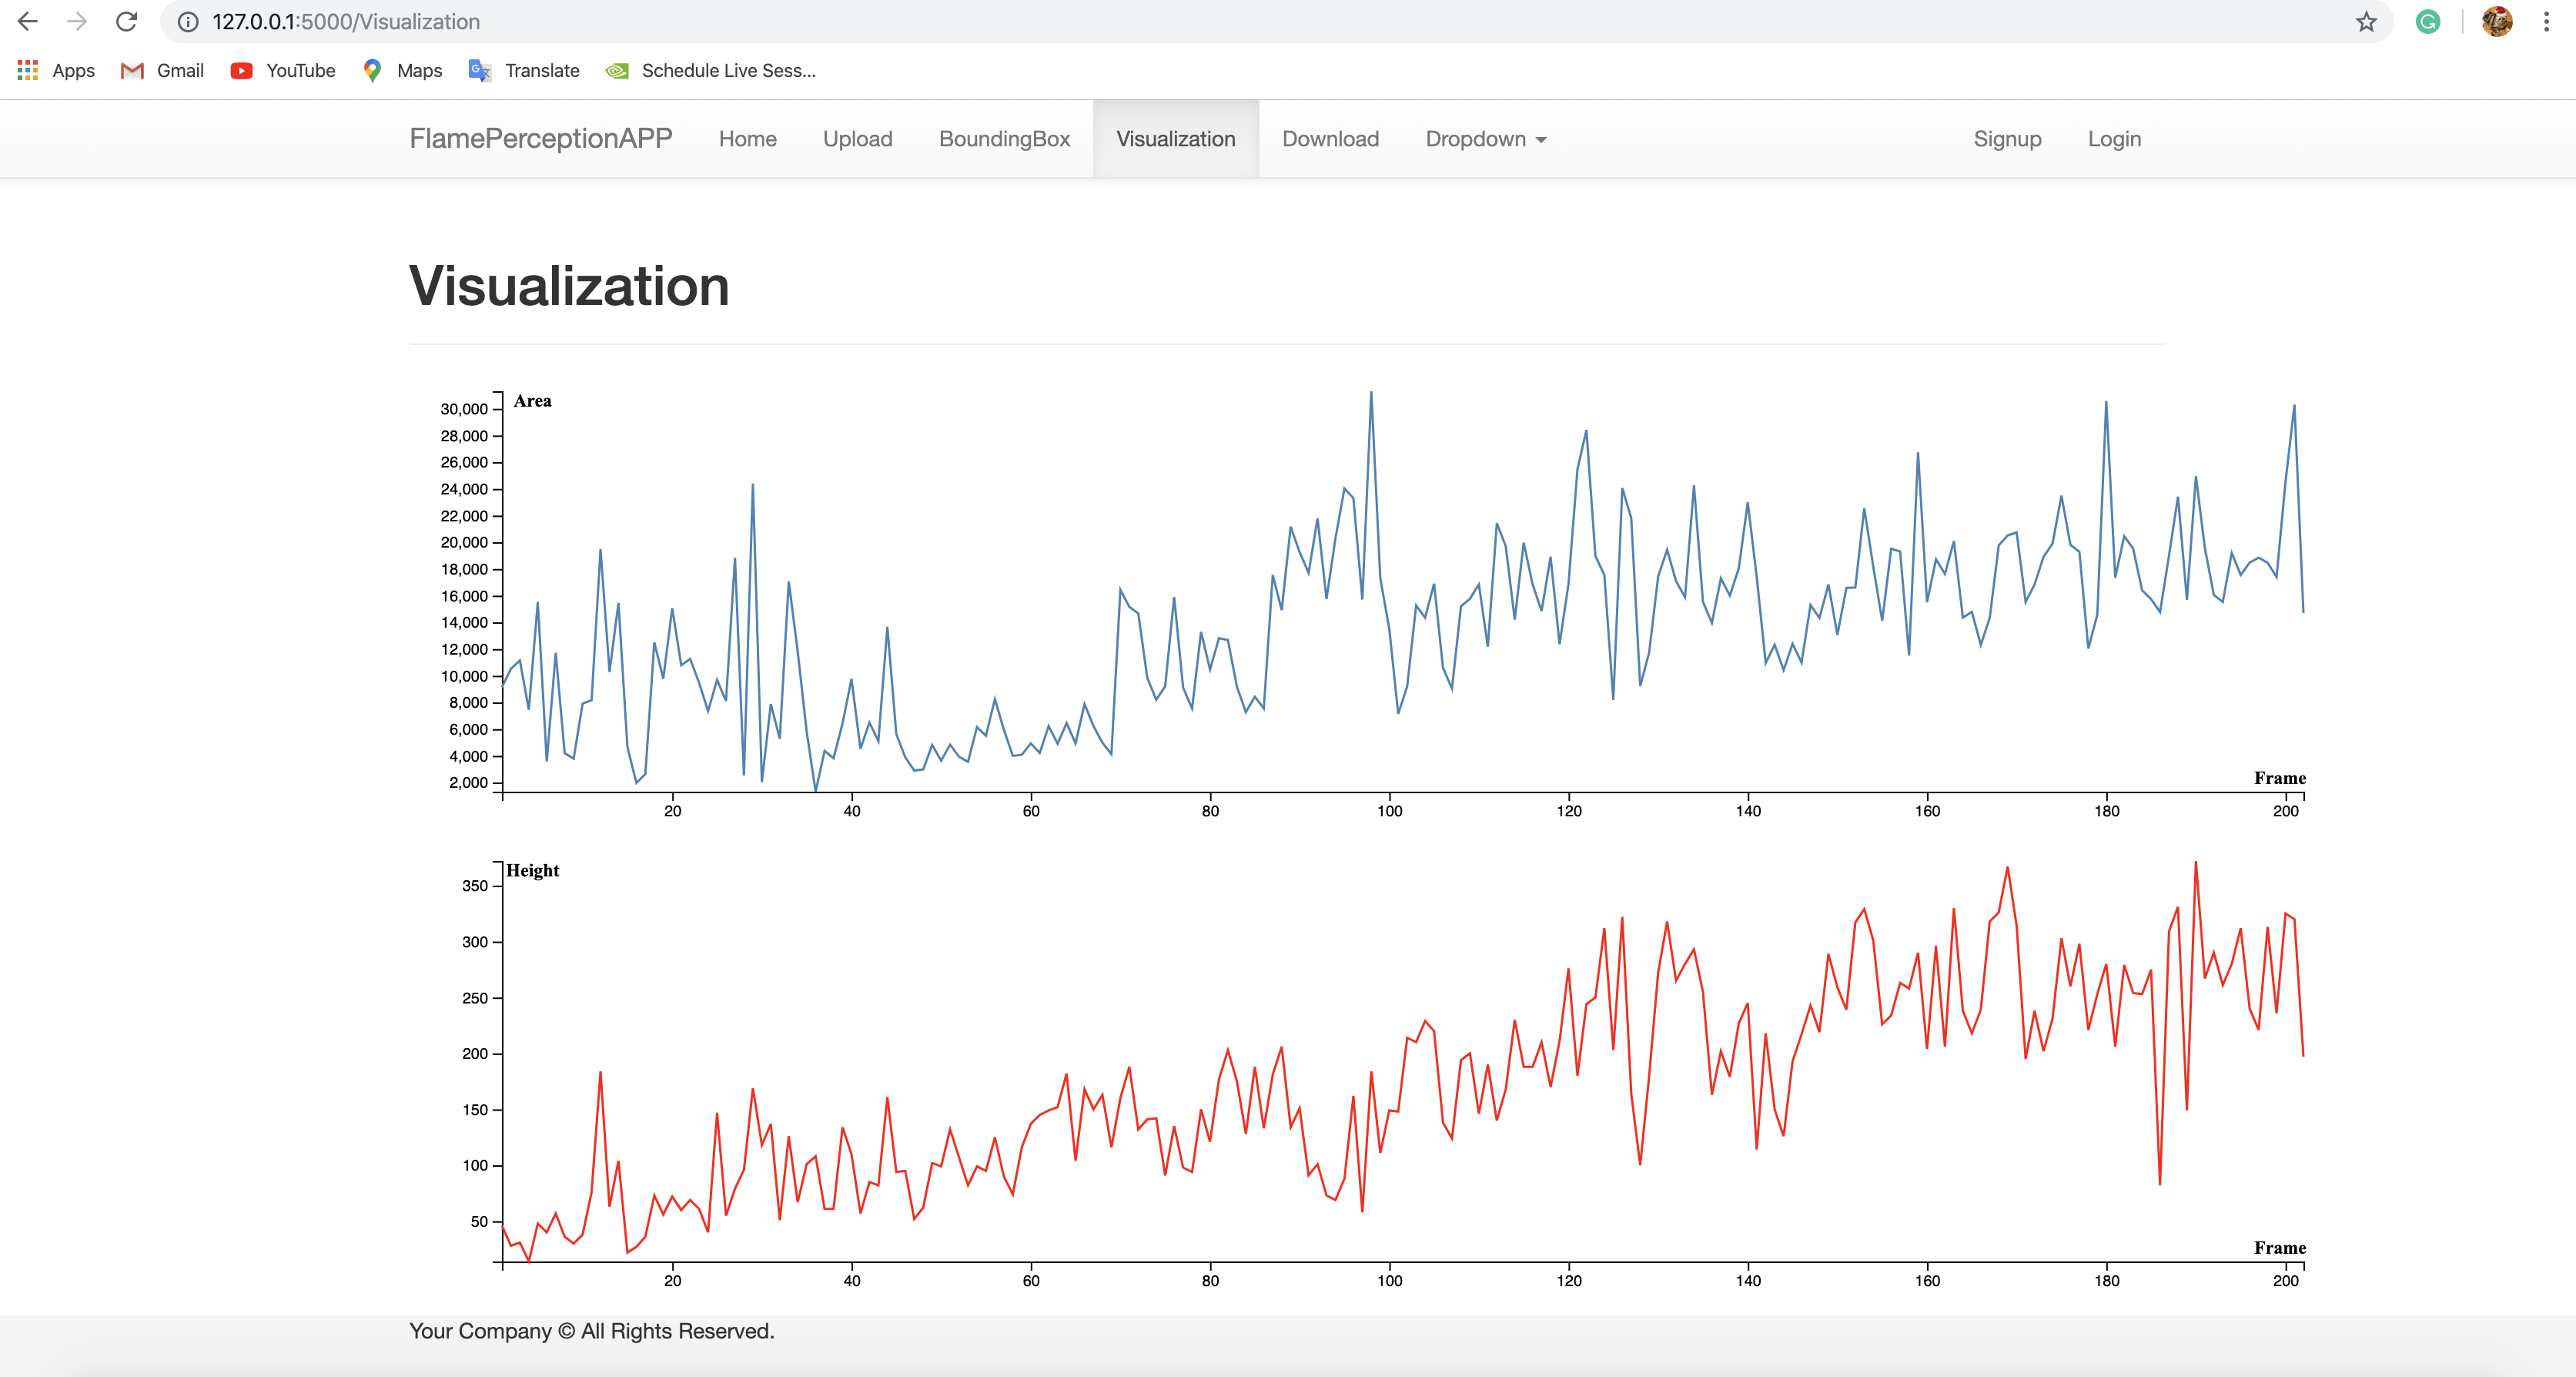 127.0.0.1:5000/Visualization
Apps Gmail YouTube Maps Translate Schedule Live Sess...
FlamePerceptionAPP Home Upload BoundingBox Visualization Download Dropdown Signup Login
Visualization
Area
30,000
28,000
26,000
24,000
22,000
20,000
18,000
16,000
14,000
12,000
10,000
8,000
6,000
4,000
2,000
Frame
20 40 60 80 100 120 140 160 180 200
Height
350
300
250
200
150
100
50
Frame
20 40 60 80 100 120 140 160 180 200
Your Company © All Rights Reserved.